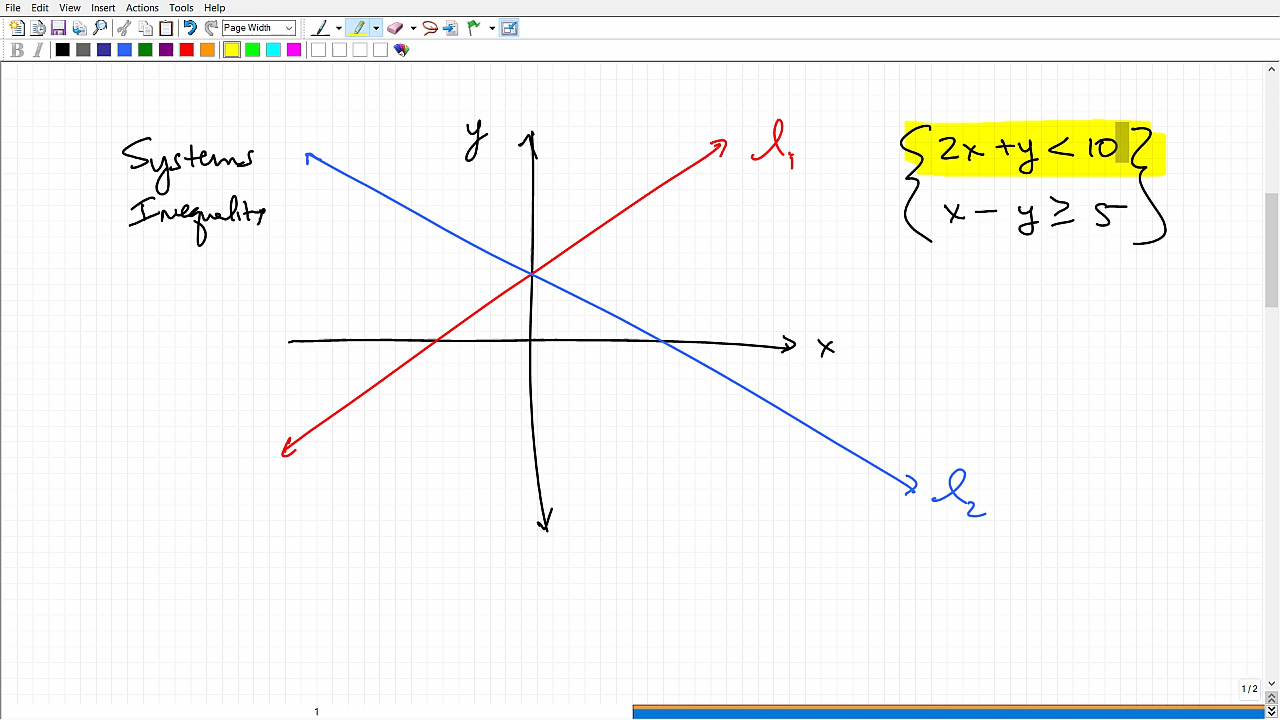 File Edit View Insert Actions Tools Help
Page Width
B I
Systems
Inequality
y
l1
{ 2x + y < 10 }
{ x - y ≥ 5 }
x
l2
1/2
1